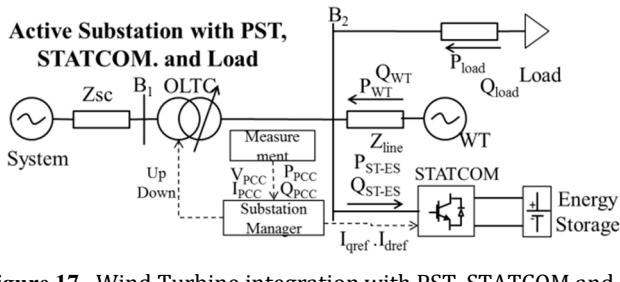 Active Substation with PST,
STATCOM. and Load
B2
Pload
Qload
Load
Zsc
B1
OLTC
QWT
PWT
Zline
WT
System
Measure
ment
Up
Down
VPCC
IPCC
PPCC
QPCC
PST-ES
QST-ES
STATCOM
Substation
Manager
Iqref .Idref
Energy
Storage
Figure 17. Wind Turbine integration with PST, STATCOM and